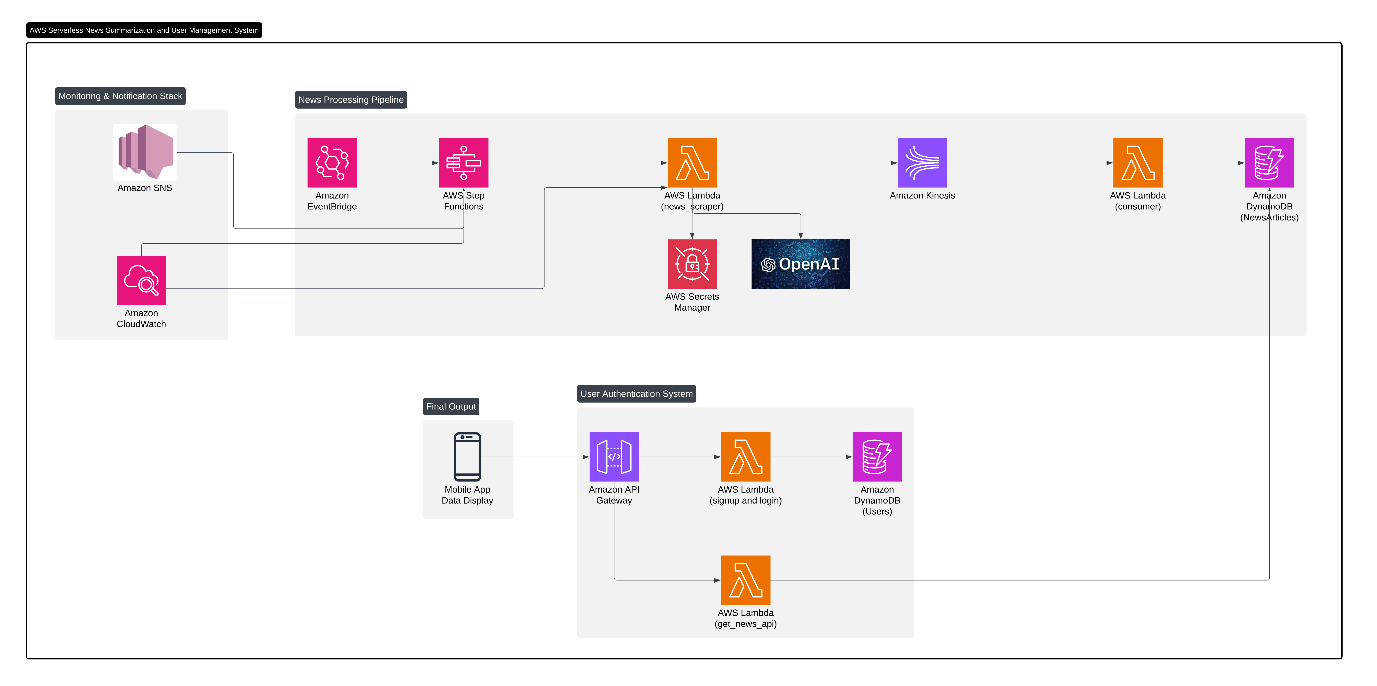 AWS Serverless News Summarization and User Management System
Monitoring & Notification Stack
Amazon SNS
Amazon
CloudWatch
News Processing Pipeline
Amazon
EventBridge
AWS Step
Functions
AWS Lambda
(news_scraper)
Amazon Kinesis
AWS Lambda
(consumer)
Amazon
DynamoDB
(NewsArticles)
AWS Secrets
Manager
OpenAI
Final Output
Mobile App
Data Display
User Authentication System
Amazon API
Gateway
AWS Lambda
(signup and login)
Amazon
DynamoDB
(Users)
AWS Lambda
(get_news_api)